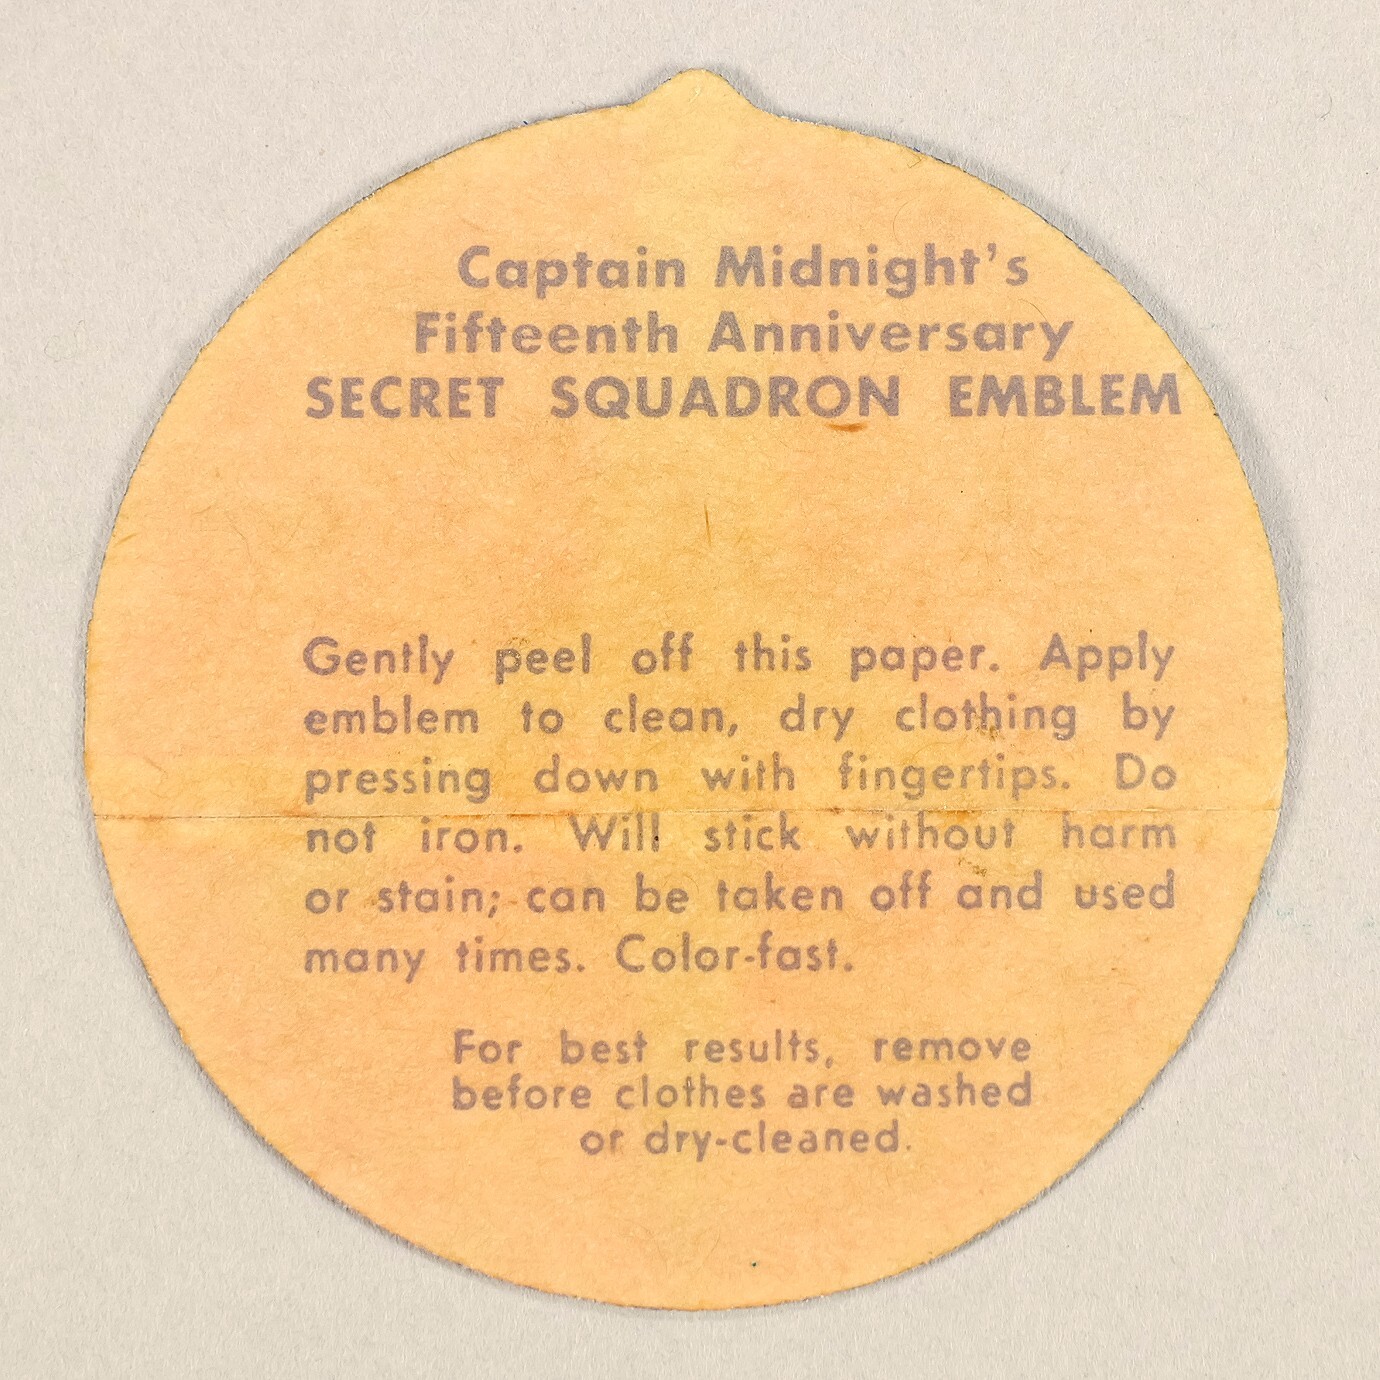 Captain Midnight's
Fifteenth Anniversary
SECRET SQUADRON EMBLEM
Gently peel off this paper. Apply
emblem to clean, dry clothing by
pressing down with fingertips. Do
not iron. Will stick without harm
or stain; can be taken off and used
many times. Color-fast.
For best results, remove
before clothes are washed
or dry-cleaned.